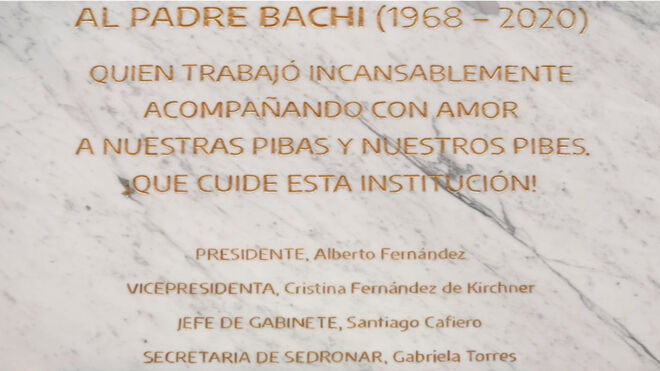 AL PADRE BACHI (1968 – 2020)
QUIEN TRABAJÓ INCANSABLEMENTE
ACOMPAÑANDO CON AMOR
A NUESTRAS PIBAS Y NUESTROS PIBES.
¡QUE CUIDE ESTA INSTITUCIÓN!
PRESIDENTE, Alberto Fernández
VICEPRESIDENTA, Cristina Fernández de Kirchner
JEFE DE GABINETE, Santiago Cafiero
SECRETARIA DE SEDRONAR, Gabriela Torres